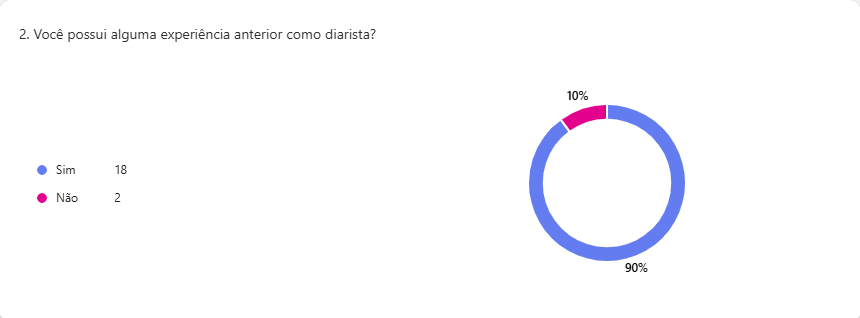 2. Você possui alguma experiência anterior como diarista?
10%
Sim 18
Não 2
90%